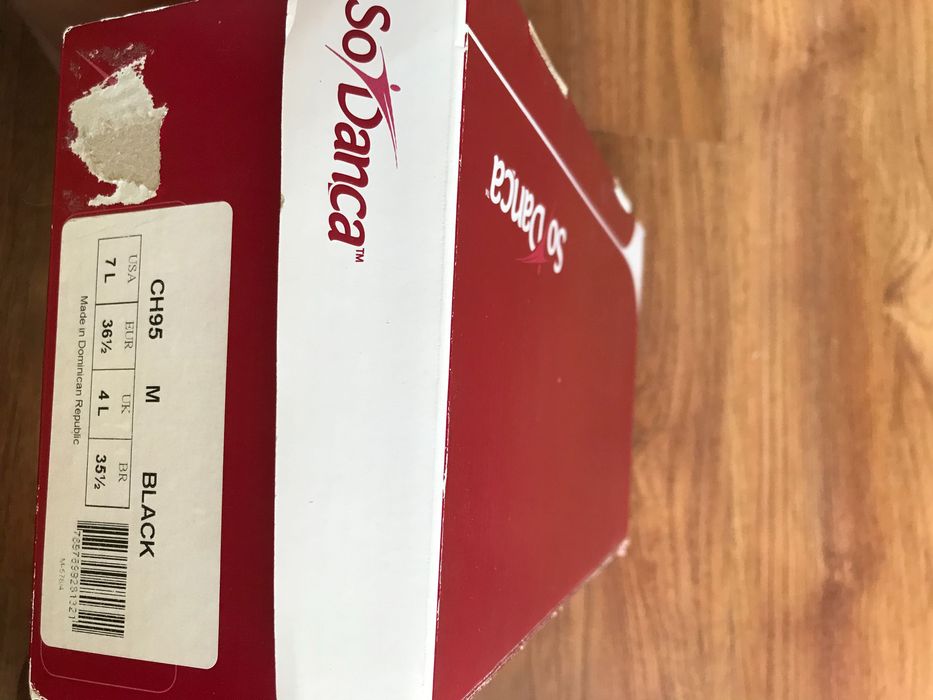 So Danca™
So Danca™
CH95 M BLACK
USA EUR UK BR
7 L 36½ 4 L 35½
Made in Dominican Republic